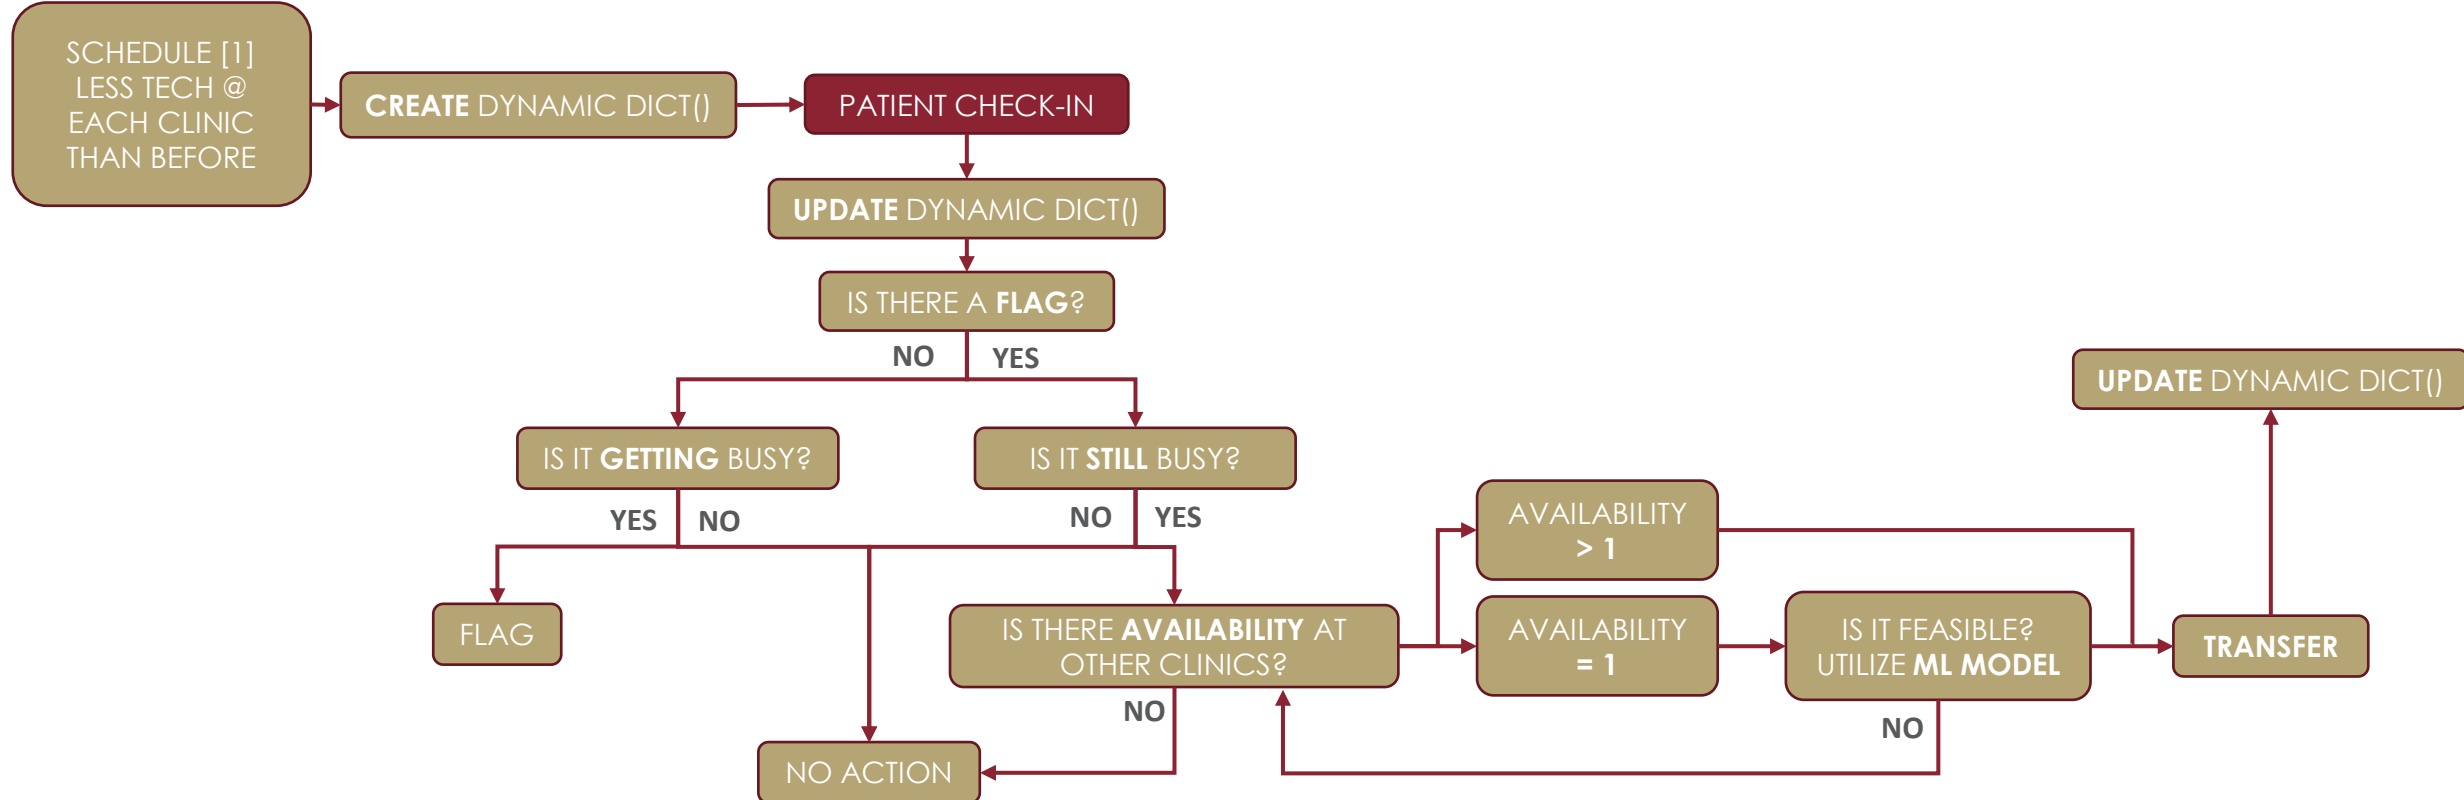 SCHEDULE [1]
LESS TECH @
EACH CLINIC
THAN BEFORE
CREATE DYNAMIC DICT()
PATIENT CHECK-IN
UPDATE DYNAMIC DICT()
IS THERE A FLAG?
NO
YES
IS IT GETTING BUSY?
IS IT STILL BUSY?
YES
NO
NO
YES
FLAG
IS THERE AVAILABILITY AT
OTHER CLINICS?
NO
NO ACTION
AVAILABILITY
> 1
AVAILABILITY
= 1
IS IT FEASIBLE?
UTILIZE ML MODEL
NO
TRANSFER
UPDATE DYNAMIC DICT()